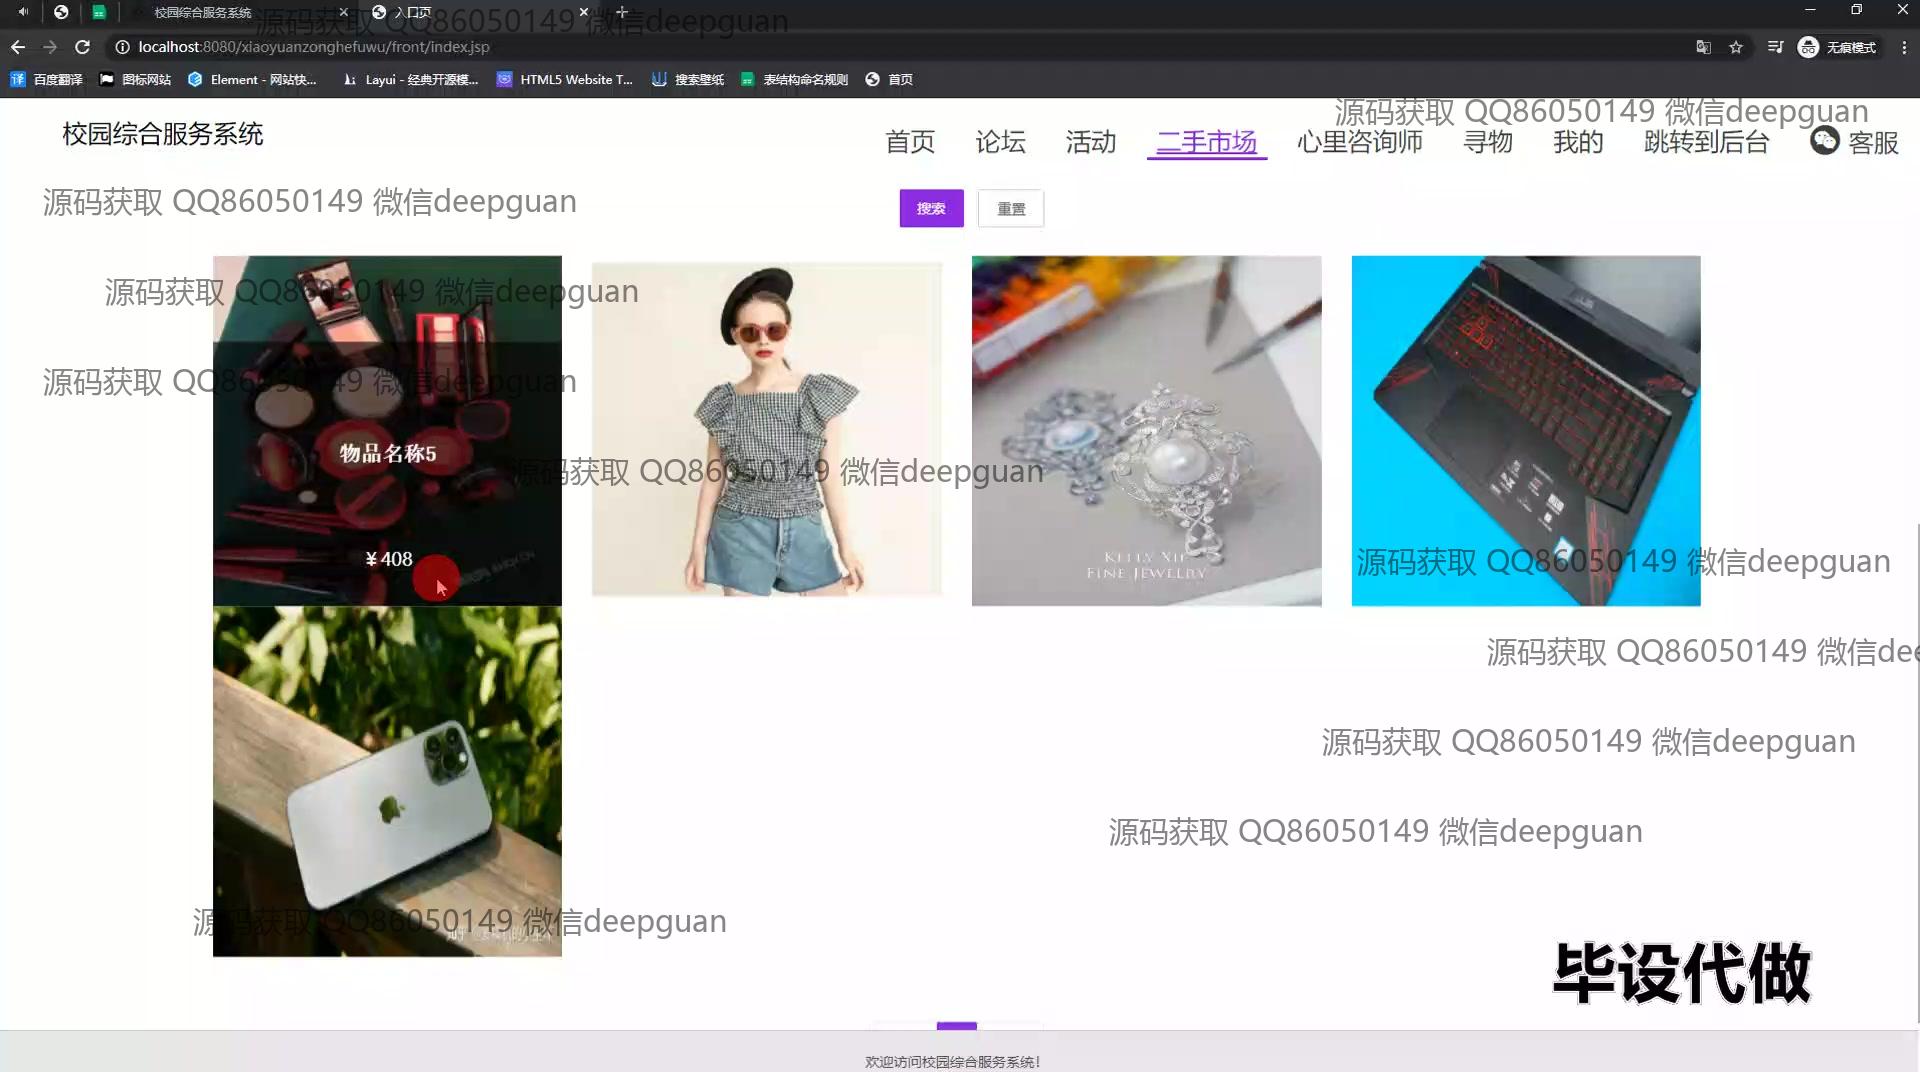 校园综合服务系统
入口页
源码获取 QQ86050149 微信deepguan
localhost:8080/xiaoyuanzonghefuwu/front/index.jsp
无痕模式
百度翻译
图标网站
Element - 网站快...
Layui - 经典开源模...
HTML5 Website T...
搜索壁纸
表结构命名规则
首页
源码获取 QQ86050149 微信deepguan
校园综合服务系统
首页
论坛
活动
二手市场
心里咨询师
寻物
我的
跳转到后台
客服
源码获取 QQ86050149 微信deepguan
搜索
重置
源码获取 QQ86050149 微信deepguan
源码获取 QQ86050149 微信deepguan
物品名称5
源码获取 QQ86050149 微信deepguan
¥408
KELLY XIE
FINE JEWELRY
源码获取 QQ86050149 微信deepguan
源码获取 QQ86050149 微信dee
源码获取 QQ86050149 微信deepguan
源码获取 QQ86050149 微信deepguan
源码获取 QQ86050149 微信deepguan
毕设代做
欢迎访问校园综合服务系统!